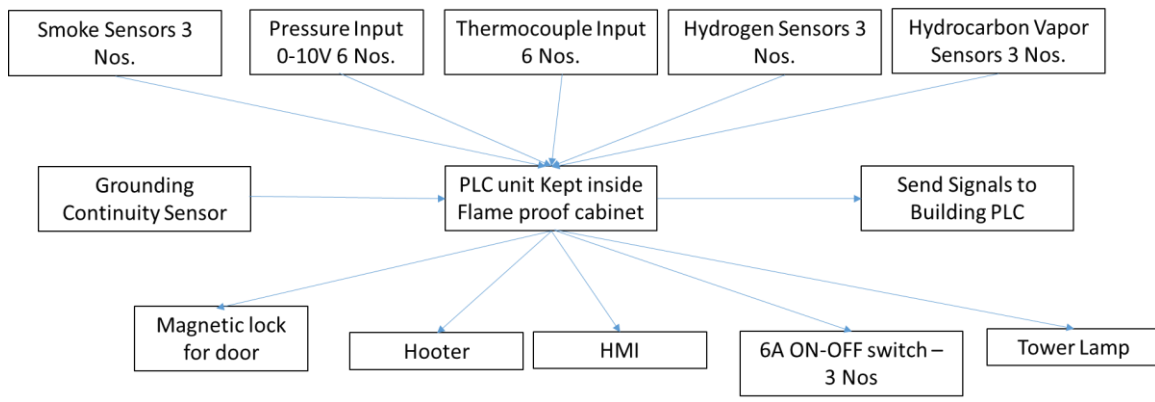 Smoke Sensors 3
Nos.
Pressure Input
0-10V 6 Nos.
Thermocouple Input
6 Nos.
Hydrogen Sensors 3
Nos.
Hydrocarbon Vapor
Sensors 3 Nos.
Grounding
Continuity Sensor
PLC unit Kept inside
Flame proof cabinet
Send Signals to
Building PLC
Magnetic lock
for door
Hooter
HMI
6A ON-OFF switch –
3 Nos
Tower Lamp